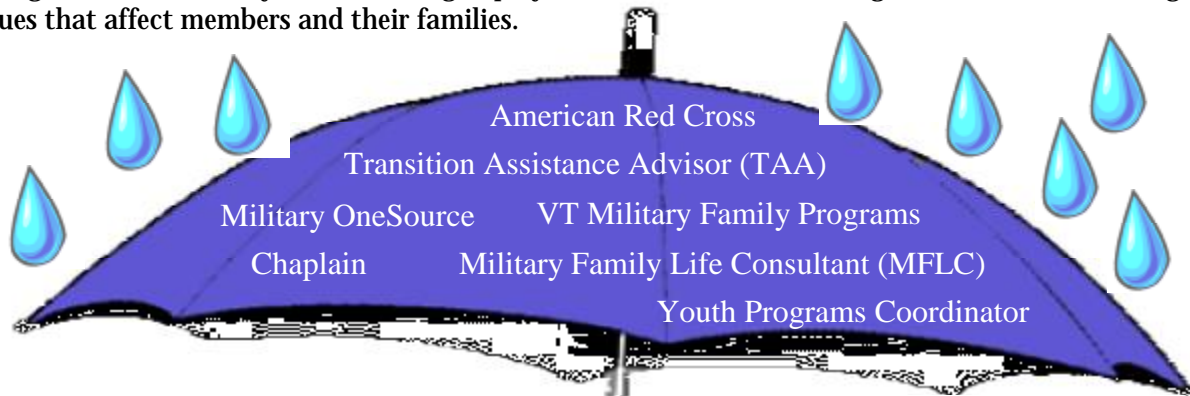 ues that affect members and their families.
American Red Cross
Transition Assistance Advisor (TAA)
Military OneSource VT Military Family Programs
Chaplain Military Family Life Consultant (MFLC)
Youth Programs Coordinator